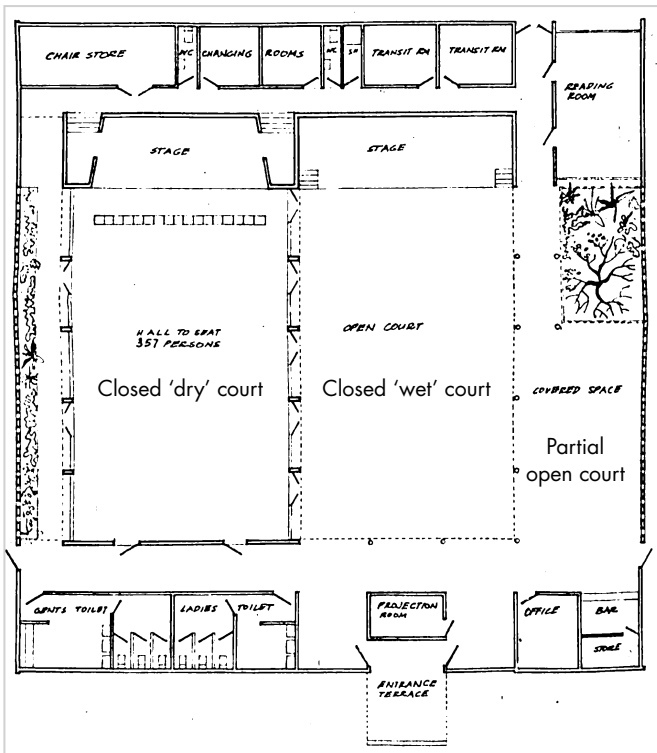 CHAIR STORE
WC
CHANGING
ROOMS
WC
SH
TRANSIT RM
TRANSIT RM
READING
ROOM
STAGE
STAGE
HALL TO SEAT
357 PERSONS
OPEN COURT
Closed ‘dry’ court
Closed ‘wet’ court
COVERED SPACE
Partial
open court
GENTS TOILET
LADIES
TOILET
PROJECTION
ROOM
OFFICE
BAR
STORE
ENTRANCE
TERRACE